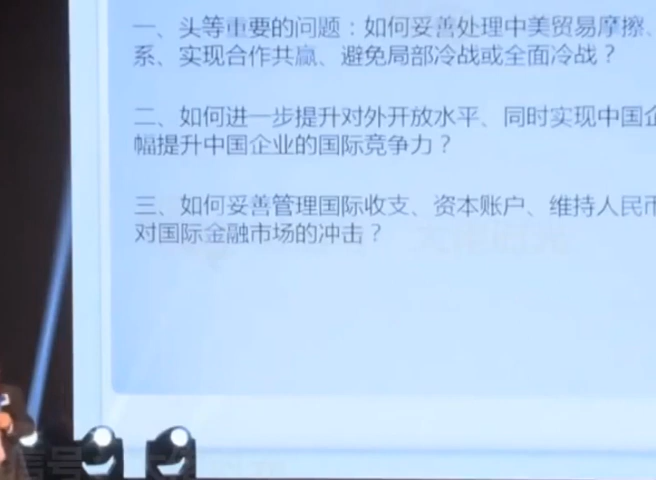 一、头等重要的问题：如何妥善处理中美贸易摩擦、
系、实现合作共赢、避免局部冷战或全面冷战？
二、如何进一步提升对外开放水平、同时实现中国企
幅提升中国企业的国际竞争力？
三、如何妥善管理国际收支、资本账户、维持人民币
对国际金融市场的冲击？
信号